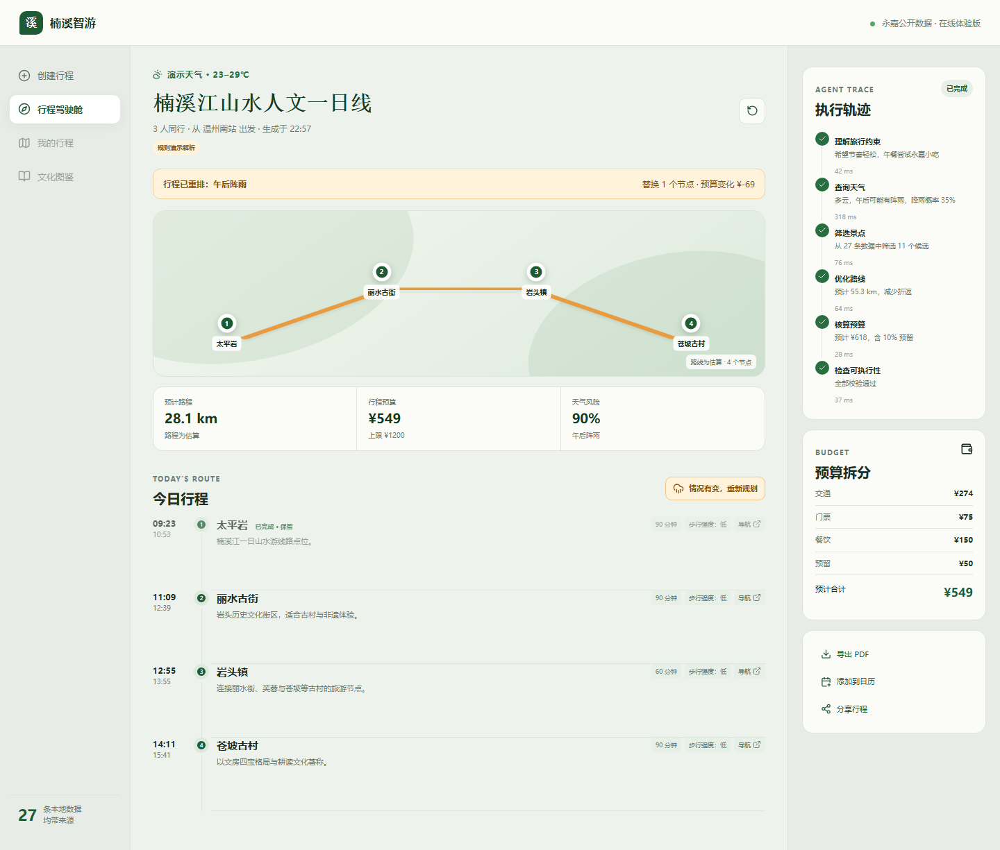 溪 楠溪智游
永嘉公开数据 · 在线体验版
创建行程
行程驾驶舱
我的行程
文化图鉴
27 条本地数据
均带来源
演示天气 • 23–29℃
楠溪江山水人文一日线
3 人同行 · 从 温州南站 出发 · 生成于 22:57
规则演示解析
行程已重排：午后阵雨
替换 1 个节点 · 预算变化 ¥-69
1 太平岩
2 丽水古街
3 岩头镇
4 苍坡古村
路线为估算 · 4 个节点
预计路程
28.1 km
路程为估算
行程预算
¥549
上限 ¥1200
天气风险
90%
午后阵雨
TODAY'S ROUTE
今日行程
情况有变，重新规划
09:23
10:53
1 太平岩 已完成 • 保留
楠溪江一日山水游线路点位。
90 分钟 步行强度：低 导航
11:09
12:39
2 丽水古街
岩头历史文化街区，适合古村与非遗体验。
90 分钟 步行强度：低 导航
12:55
13:55
3 岩头镇
连接丽水街、芙蓉与苍坡等古村的旅游节点。
60 分钟 步行强度：低 导航
14:11
15:41
4 苍坡古村
以文房四宝格局与耕读文化著称。
90 分钟 步行强度：低 导航
AGENT TRACE
执行轨迹
已完成
理解旅行约束
希望节奏轻松，午餐尝试永嘉小吃
42 ms
查询天气
多云，午后可能有阵雨，降雨概率 35%
318 ms
筛选景点
从 27 条数据中筛选 11 个候选
76 ms
优化路线
预计 55.3 km，减少折返
64 ms
核算预算
预计 ¥618，含 10% 预留
28 ms
检查可执行性
全部校验通过
37 ms
BUDGET
预算拆分
交通 ¥274
门票 ¥75
餐饮 ¥150
预留 ¥50
预计合计 ¥549
导出 PDF
添加到日历
分享行程